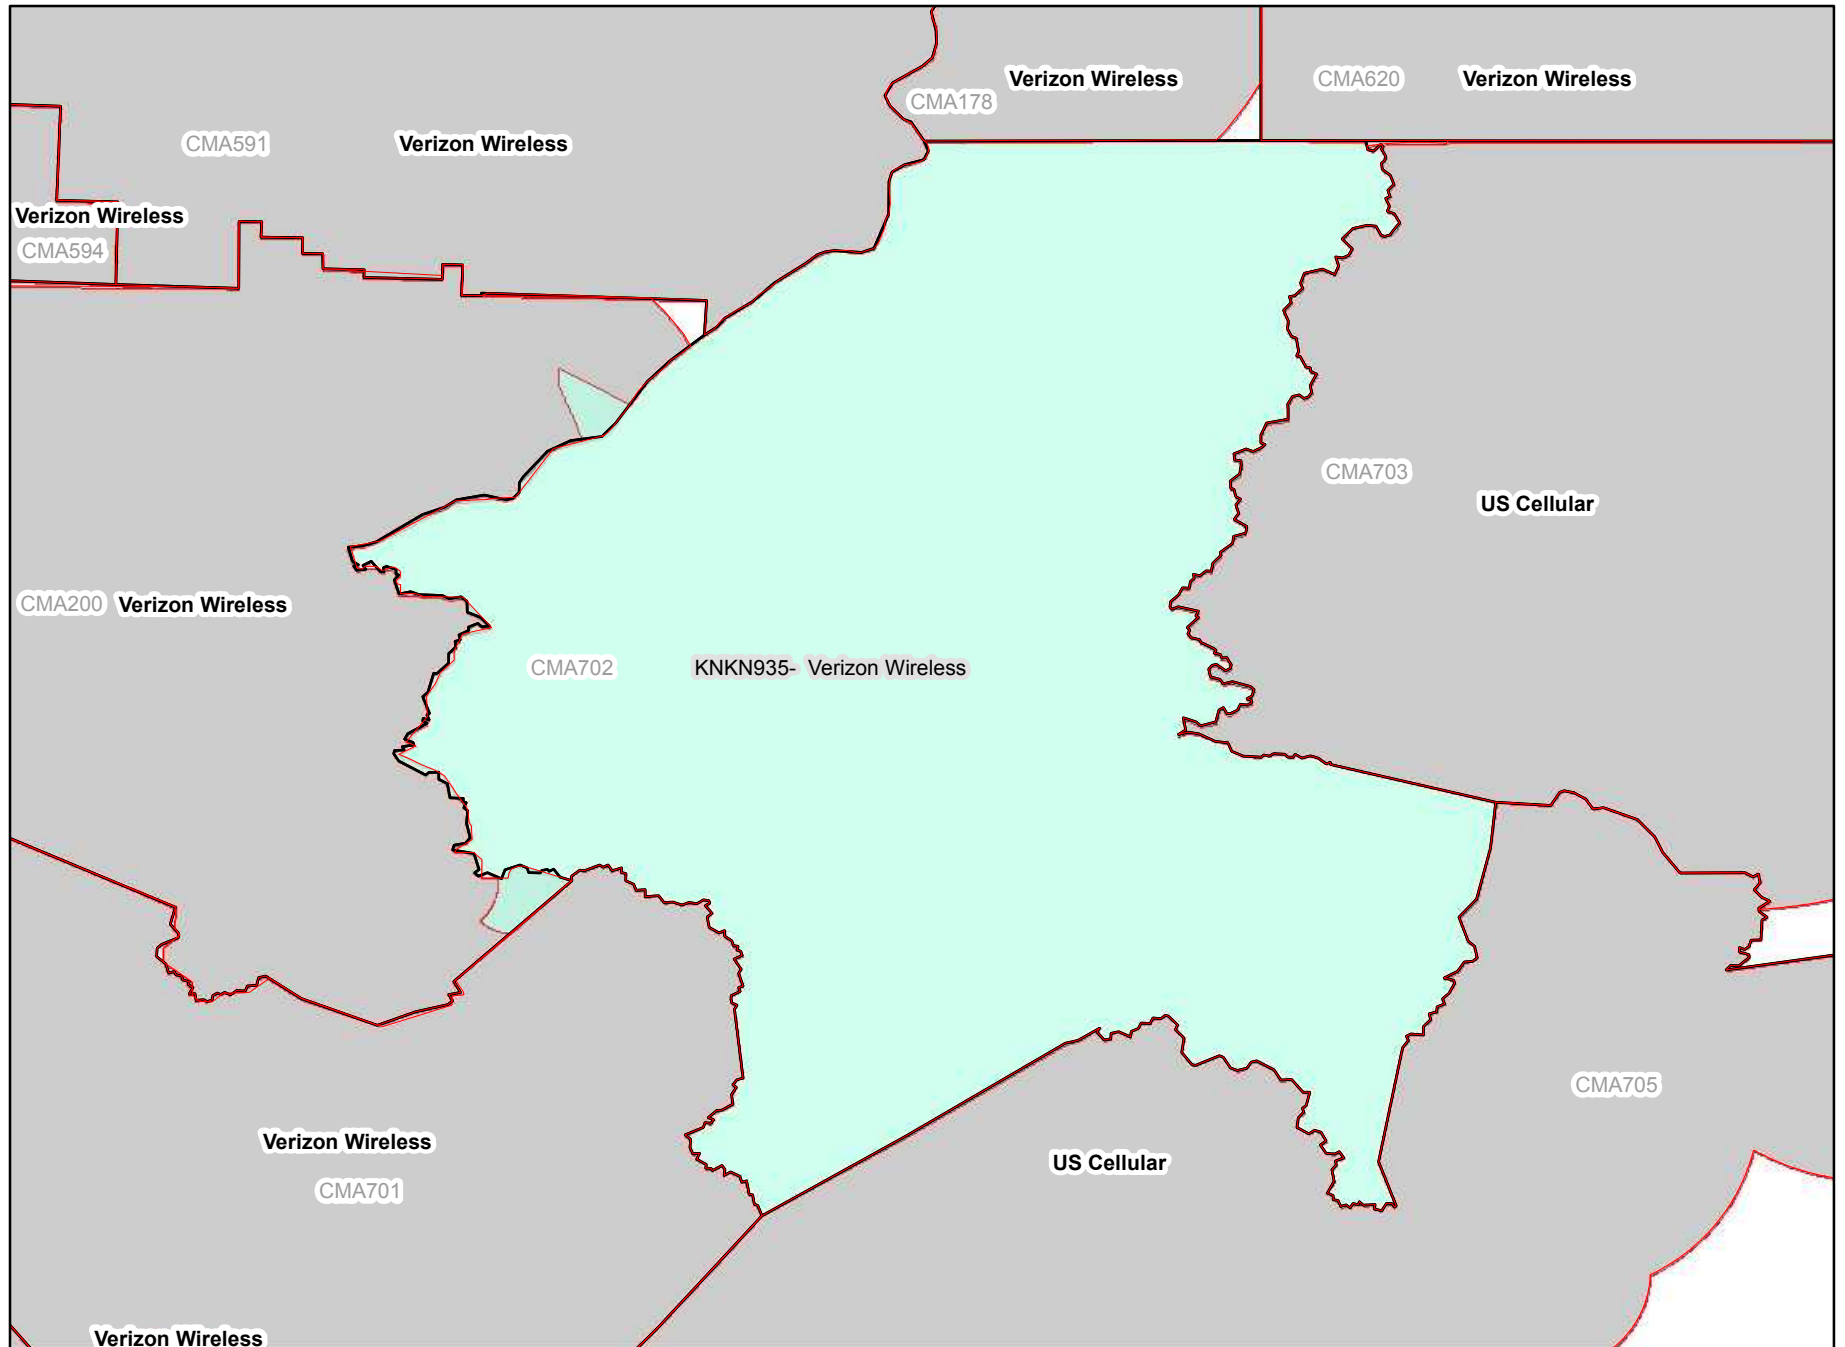 Verizon Wireless
CMA620
Verizon Wireless
CMA178
CMA591
Verizon Wireless
Verizon Wireless
CMA594
CMA703
US Cellular
CMA200
Verizon Wireless
CMA702
KNKN935- Verizon Wireless
CMA705
Verizon Wireless
US Cellular
CMA701
Verizon Wireless